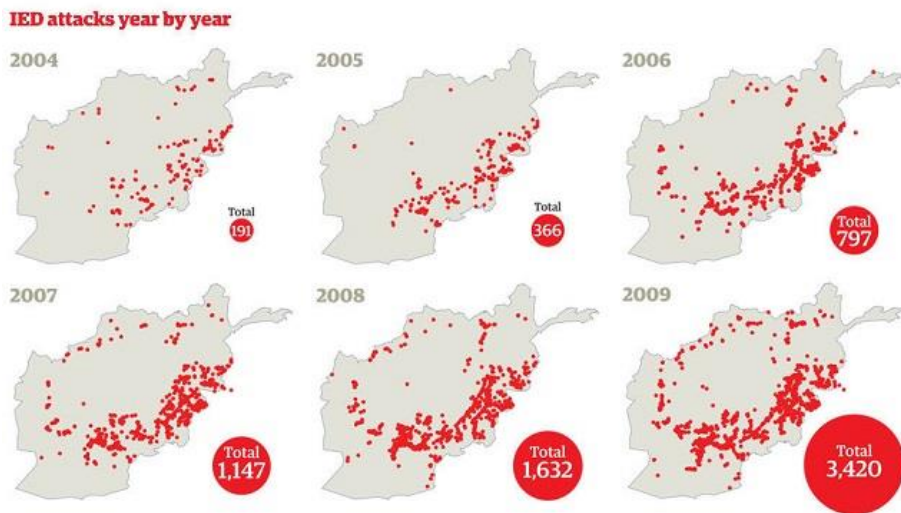 IED attacks year by year
2004
Total
191
2005
Total
366
2006
Total
797
2007
Total
1,147
2008
Total
1,632
2009
Total
3,420